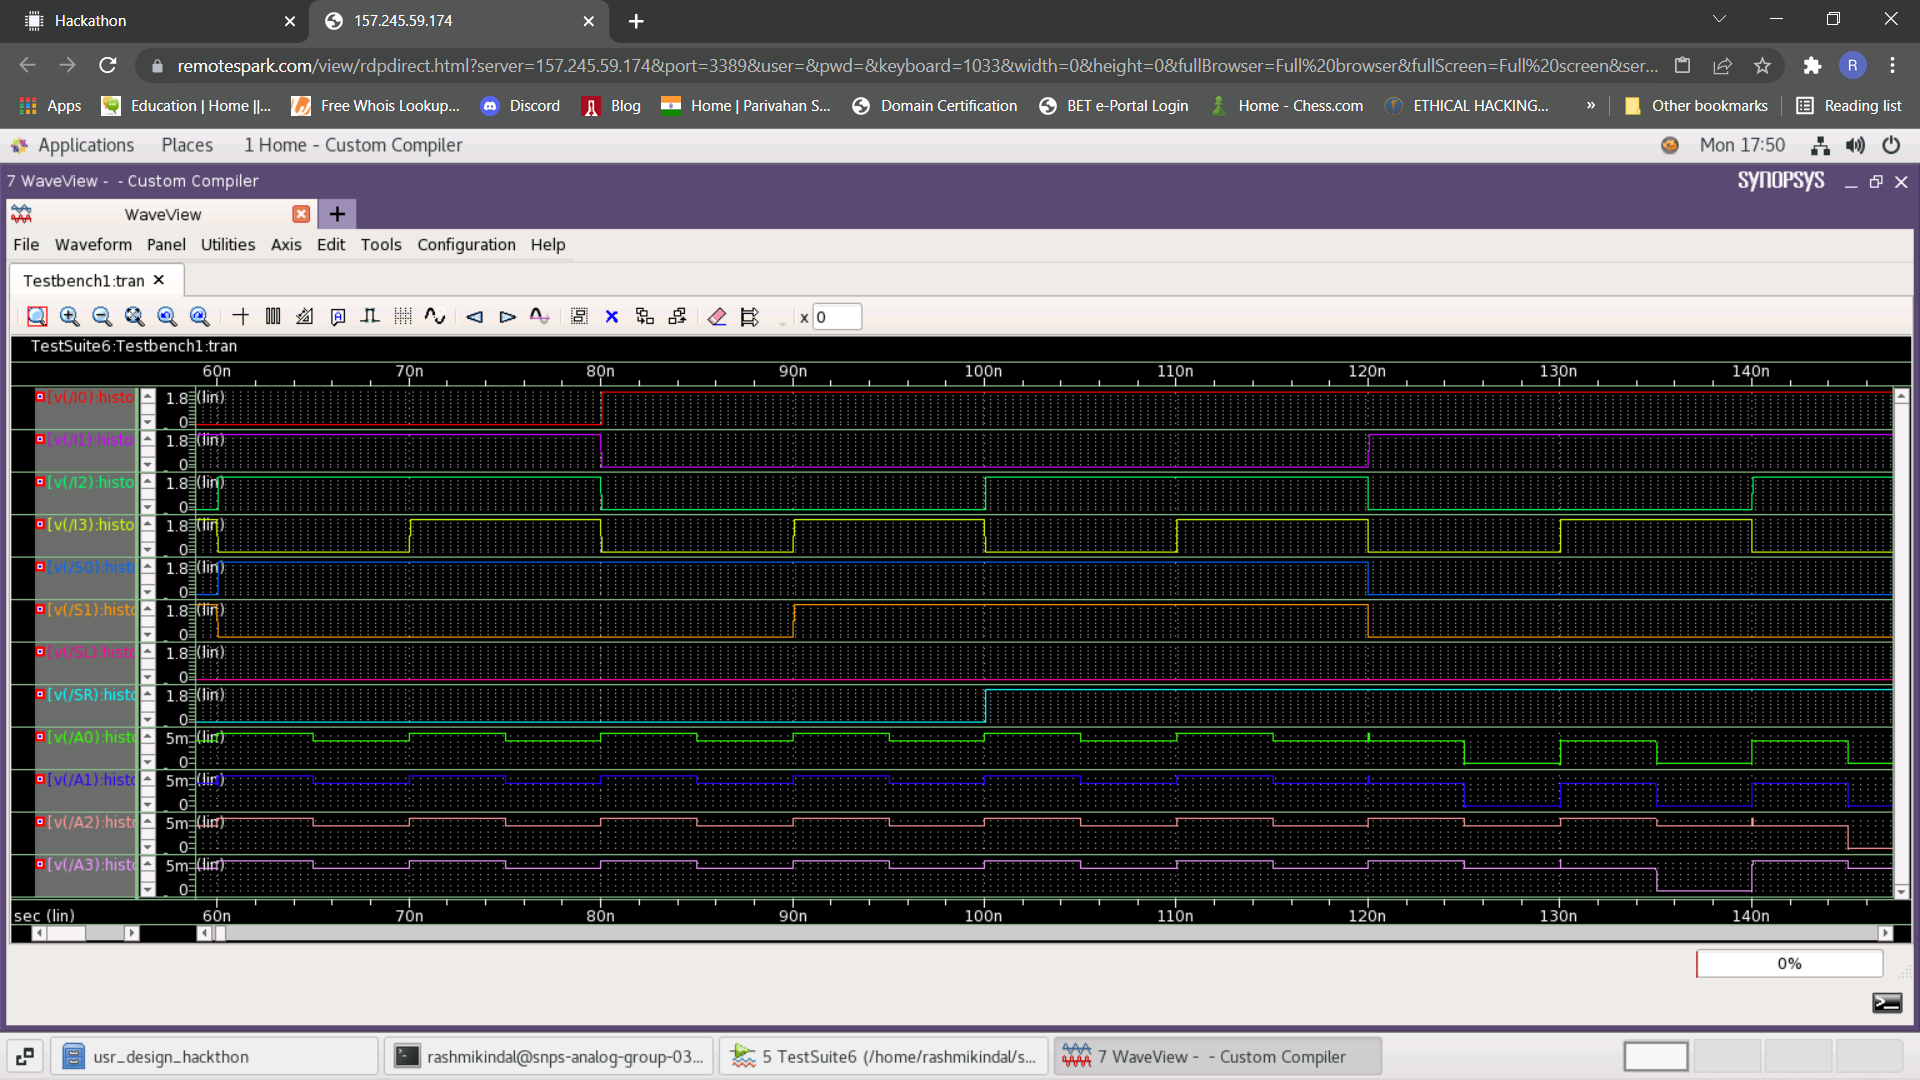 Hackathon
157.245.59.174
remotespark.com/view/rdpdirect.html?server=157.245.59.174&port=3389&user=&pwd=&keyboard=1033&width=0&height=0&fullBrowser=Full%20browser&fullScreen=Full%20screen&ser...
R
Apps Education | Home ||... Free Whois Lookup... Discord Blog Home | Parivahan S... Domain Certification BET e-Portal Login Home - Chess.com ETHICAL HACKING... » Other bookmarks Reading list
Applications Places 1 Home - Custom Compiler Mon 17:50
7 WaveView - - Custom Compiler SYNOPSYS
WaveView
File Waveform Panel Utilities Axis Edit Tools Configuration Help
Testbench1:tran
x 0
TestSuite6:Testbench1:tran
60n 70n 80n 90n 100n 110n 120n 130n 140n
[v(/I0):histo 1.8 (lin)
0
[v(/I1):histo 1.8 (lin)
0
[v(/I2):histo 1.8 (lin)
0
[v(/I3):histo 1.8 (lin)
0
[v(/S0):histo 1.8 (lin)
0
[v(/S1):histo 1.8 (lin)
0
[v(/SL):histo 1.8 (lin)
0
[v(/SR):histo 1.8 (lin)
0
[v(/A0):histo 5m (lin)
0
[v(/A1):histo 5m (lin)
0
[v(/A2):histo 5m (lin)
0
[v(/A3):histo 5m (lin)
0
sec (lin) 60n 70n 80n 90n 100n 110n 120n 130n 140n
0%
usr_design_hackthon rashmikindal@snps-analog-group-03... 5 TestSuite6 (/home/rashmikindal/s... 7 WaveView - - Custom Compiler